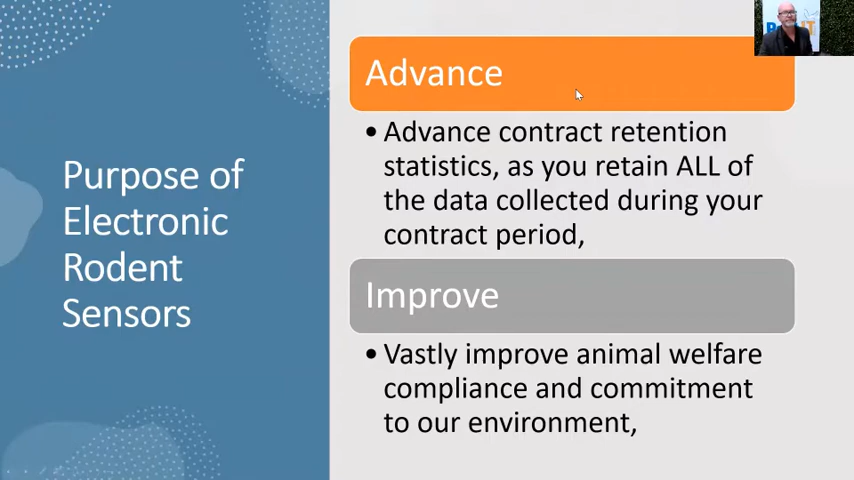 Purpose of
Electronic
Rodent
Sensors
Advance
• Advance contract retention
statistics, as you retain ALL of
the data collected during your
contract period,
Improve
• Vastly improve animal welfare
compliance and commitment
to our environment,